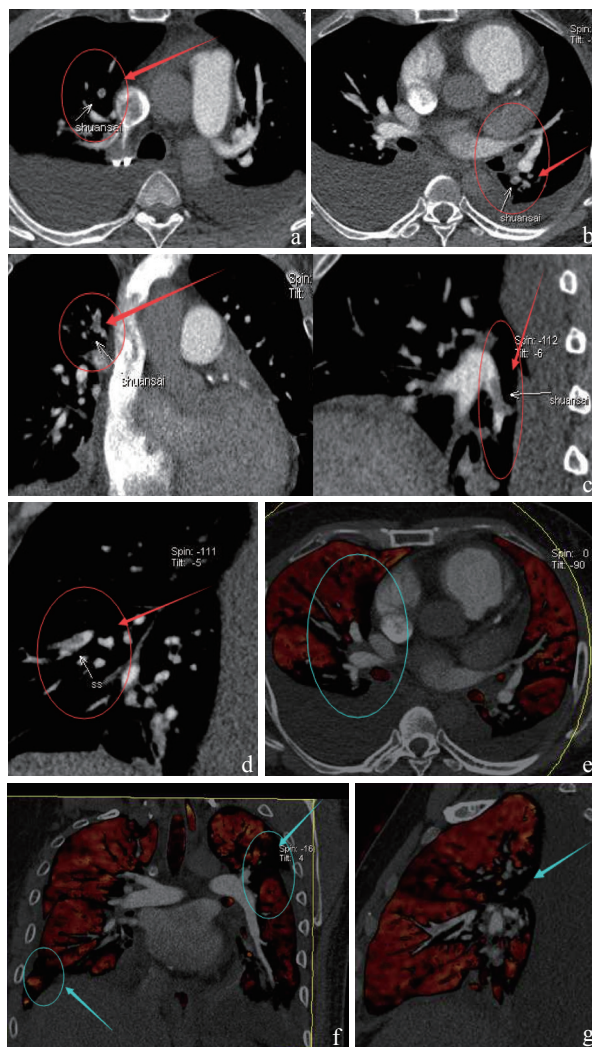 shuansai
a
Spin:
Tilt: -
shuansai
b
Spin:
Tilt:
shuansai
Spin: -112
Tilt: -6
shuansai
c
Spin: -111
Tilt: -5
ss
d
Spin: 0
Tilt: -90
e
Spin: -16
Tilt: 4
f
g